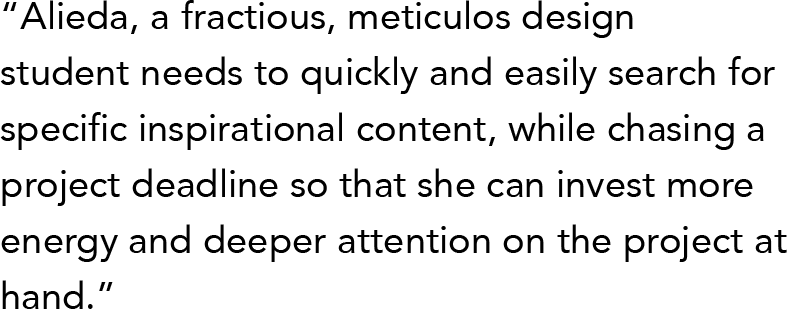 “Alieda, a fractious, meticulos design
student needs to quickly and easily search for
specific inspirational content, while chasing a
project deadline so that she can invest more
energy and deeper attention on the project at
hand.”